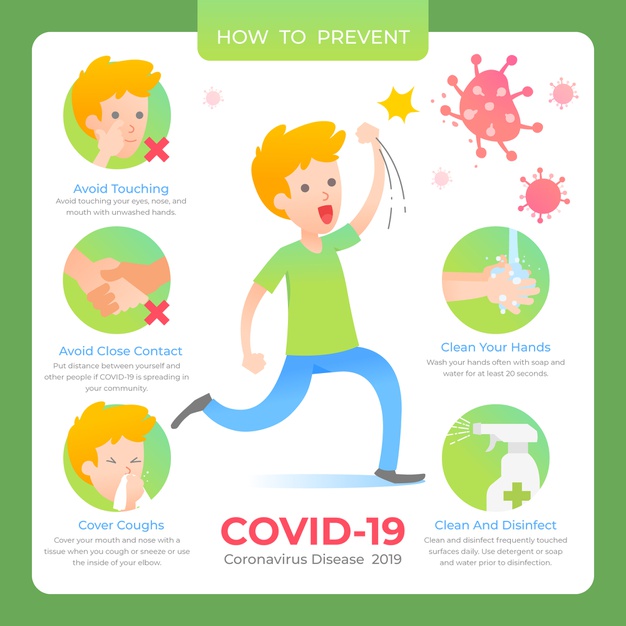 HOW TO PREVENT
Avoid Touching
Avoid touching your eyes, nose, and
mouth with unwashed hands.
Avoid Close Contact
Put distance between yourself and
other people if COVID-19 is spreading in
your community.
Cover Coughs
Cover your mouth and nose with a
tissue when you cough or sneeze or use
the inside of your elbow.
Clean Your Hands
Wash your hands often with soap and
water for at least 20 seconds.
Clean And Disinfect
Clean and disinfect frequently touched
surfaces daily. Use detergent or soap
and water prior to disinfection.
COVID-19
Coronavirus Disease 2019